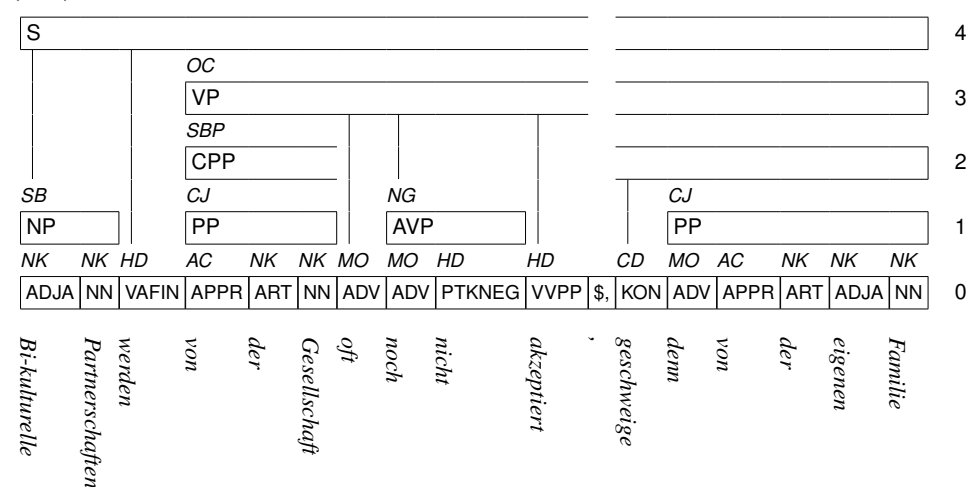 S 4
OC
VP 3
SBP
CPP 2
SB CJ NG CJ
NP PP AVP PP 1
NK NK HD AC NK NK MO MO HD HD CD MO AC NK NK NK
ADJA NN VAFIN APPR ART NN ADV ADV PTKNEG VVPP $, KON ADV APPR ART ADJA NN 0
Bi-kulturelle Partnerschaften werden von der Gesellschaft oft noch nicht akzeptiert , geschweige denn von der eigenen Familie